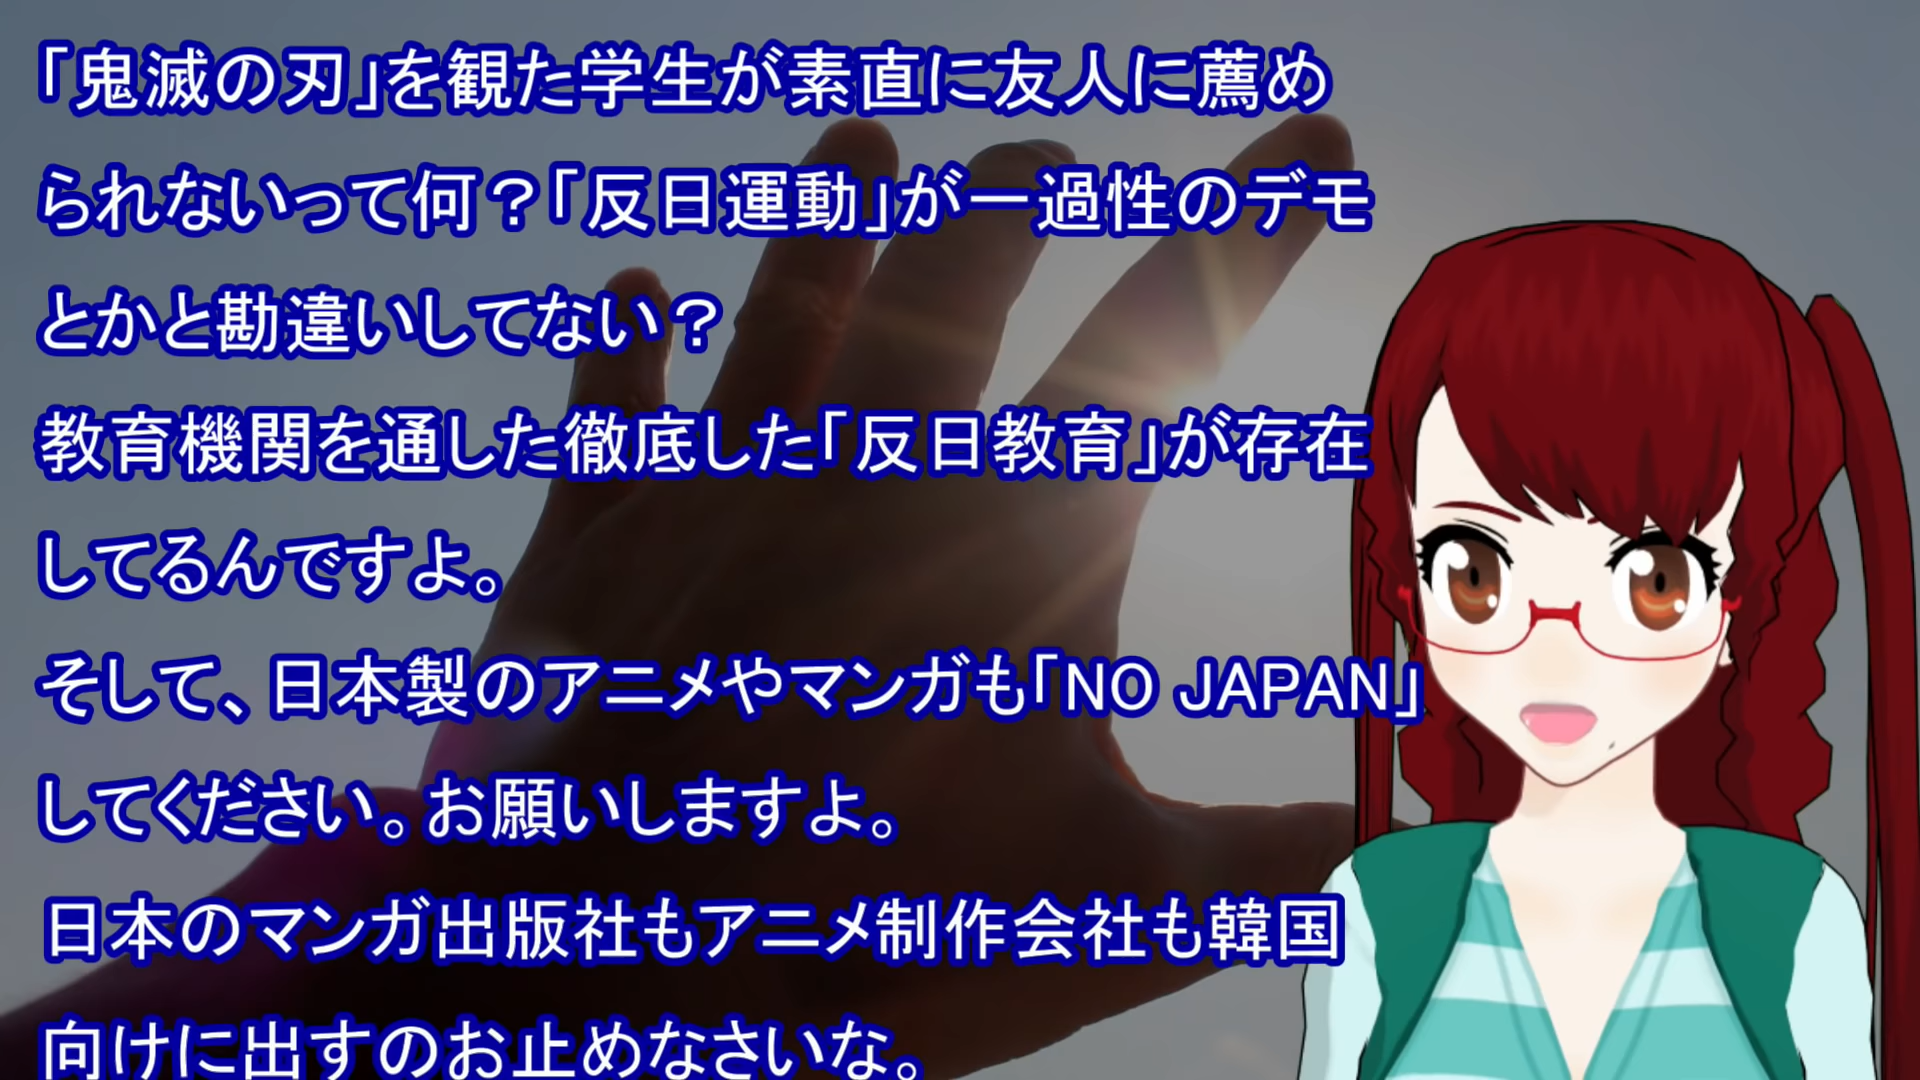 「鬼滅の刃」を観た学生が素直に友人に薦め
られないって何？「反日運動」が一過性のデモ
とかと勘違いしてない？
教育機関を通した徹底した「反日教育」が存在
してるんですよ。
そして、日本製のアニメやマンガも「NO JAPAN」
してください。お願いしますよ。
日本のマンガ出版社もアニメ制作会社も韓国
向けに出すのお止めなさいな。